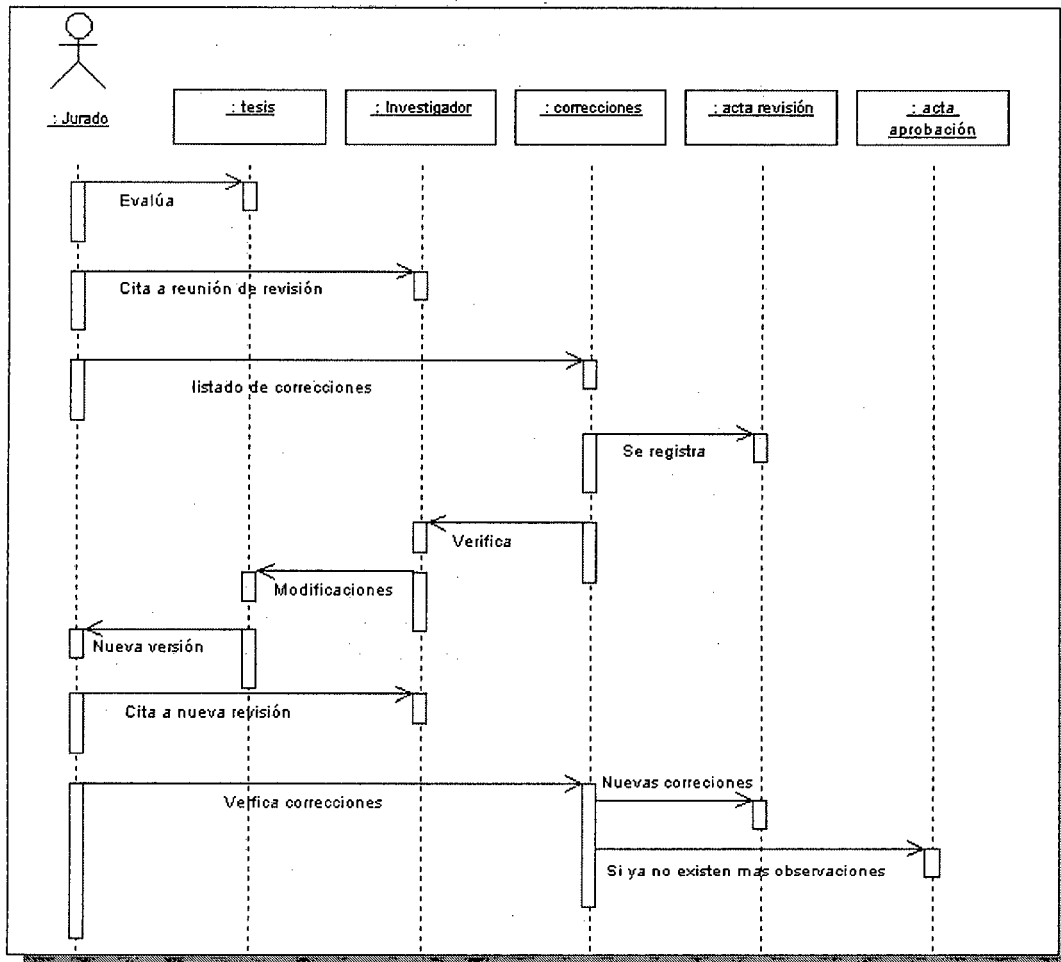 : Jurado
: tesis
: Investigador
: correcciones
: acta revisión
: acta
aprobación
Evalúa
Cita a reunión de revisión
listado de correcciones
Se registra
Verifica
Modificaciones
Nueva versión
Cita a nueva revisión
Verifica correcciones
Nuevas correciones
Si ya no existen mas observaciones